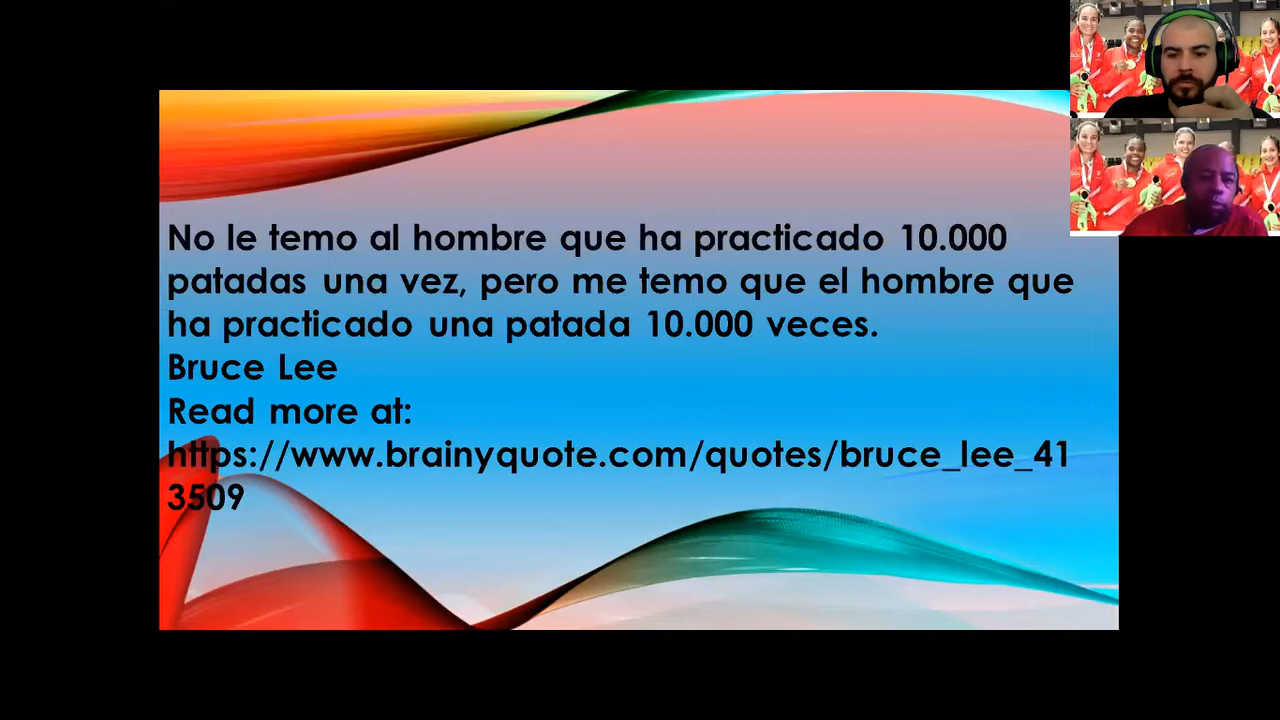 No le temo al hombre que ha practicado 10.000
patadas una vez, pero me temo que el hombre que
ha practicado una patada 10.000 veces.
Bruce Lee
Read more at:
https://www.brainyquote.com/quotes/bruce_lee_41
3509